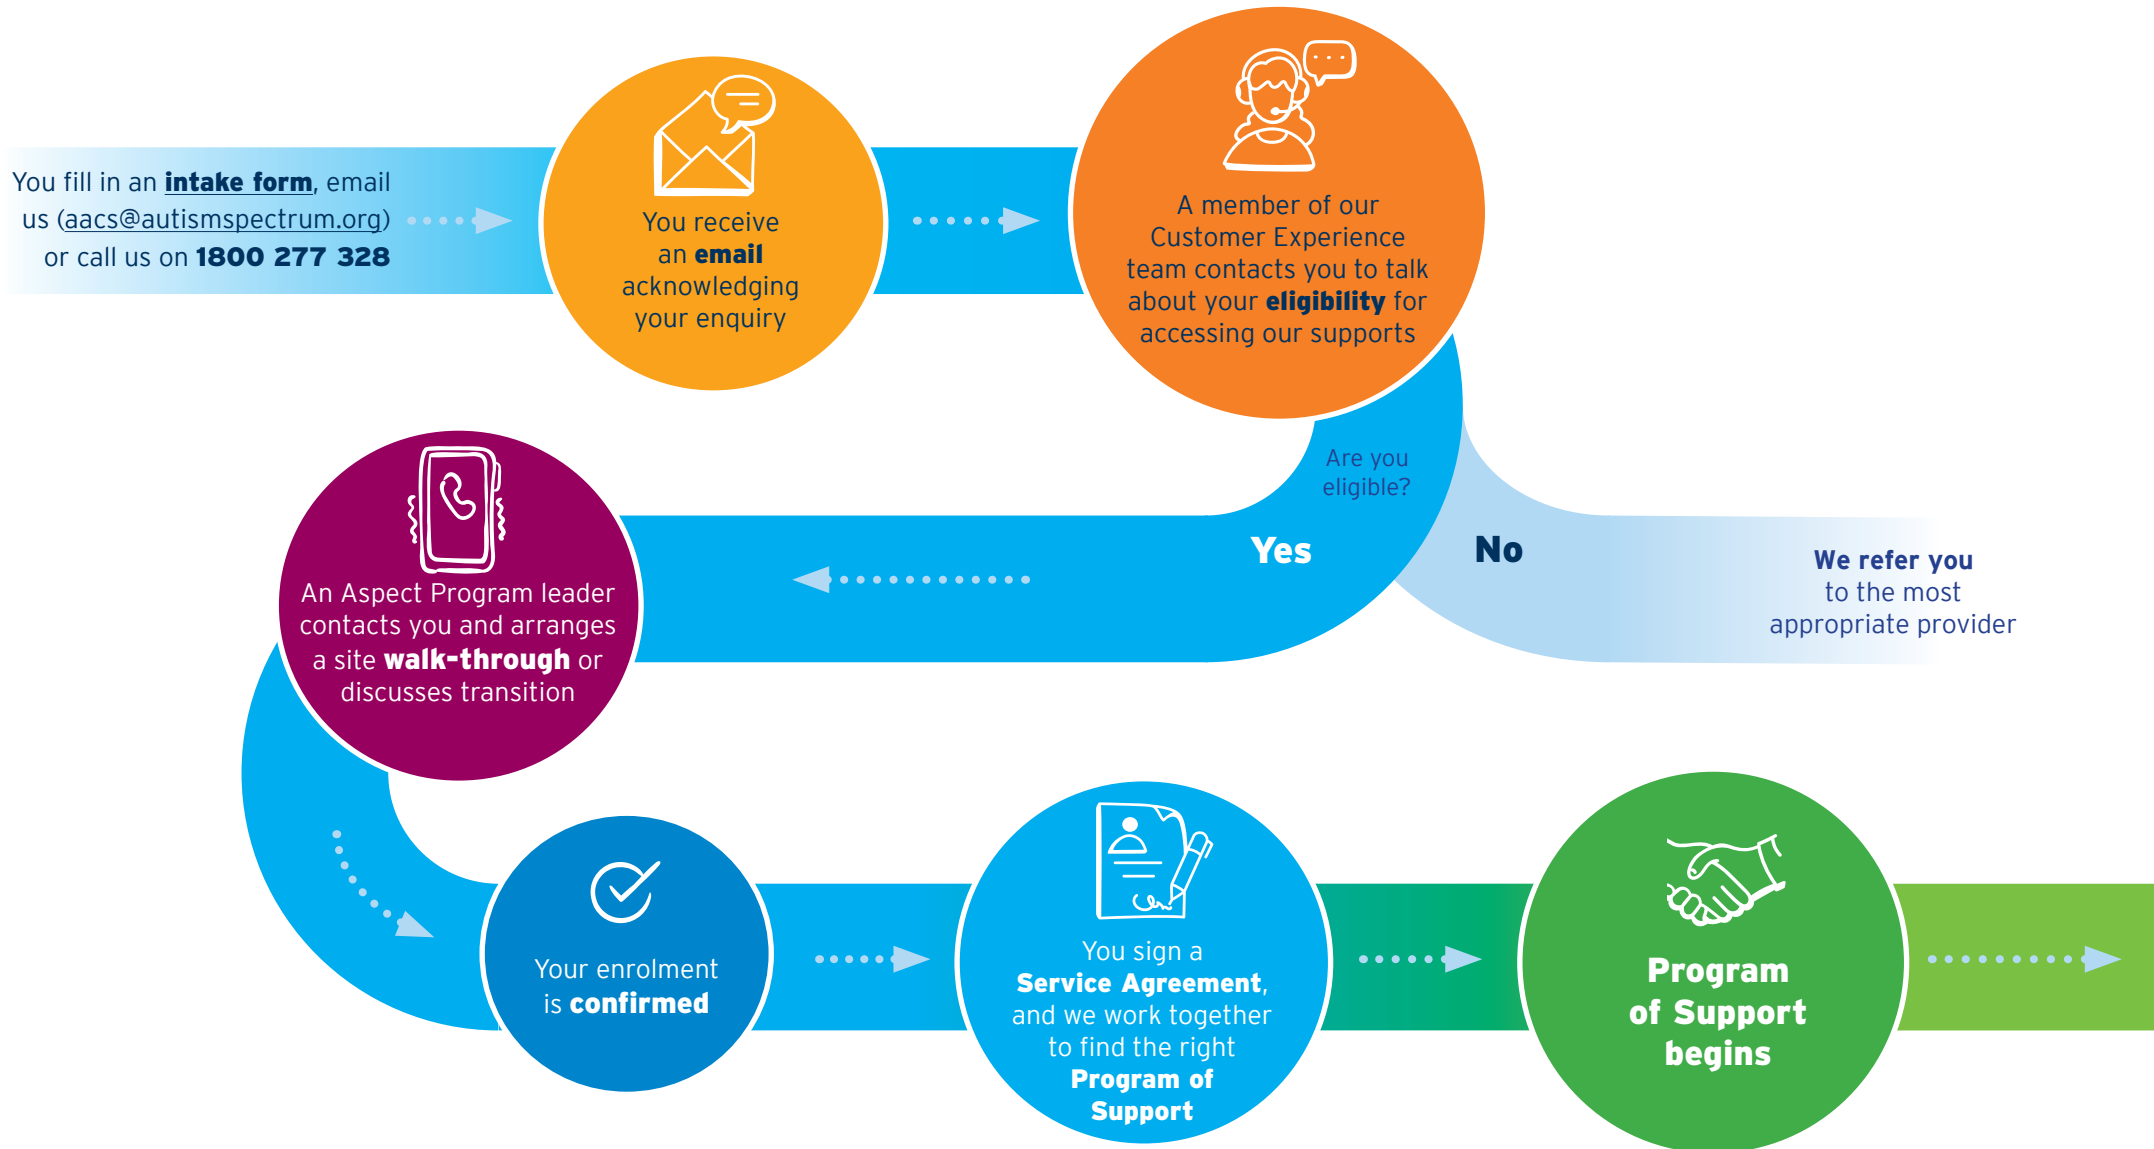 You fill in an intake form, email
us (aacs@autismspectrum.org)
or call us on 1800 277 328
You receive
an email
acknowledging
your enquiry
A member of our
Customer Experience
team contacts you to talk
about your eligibility for
accessing our supports
Are you
eligible?
Yes
No
We refer you
to the most
appropriate provider
An Aspect Program leader
contacts you and arranges
a site walk-through or
discusses transition
Your enrolment
is confirmed
You sign a
Service Agreement,
and we work together
to find the right
Program of
Support
Program
of Support
begins